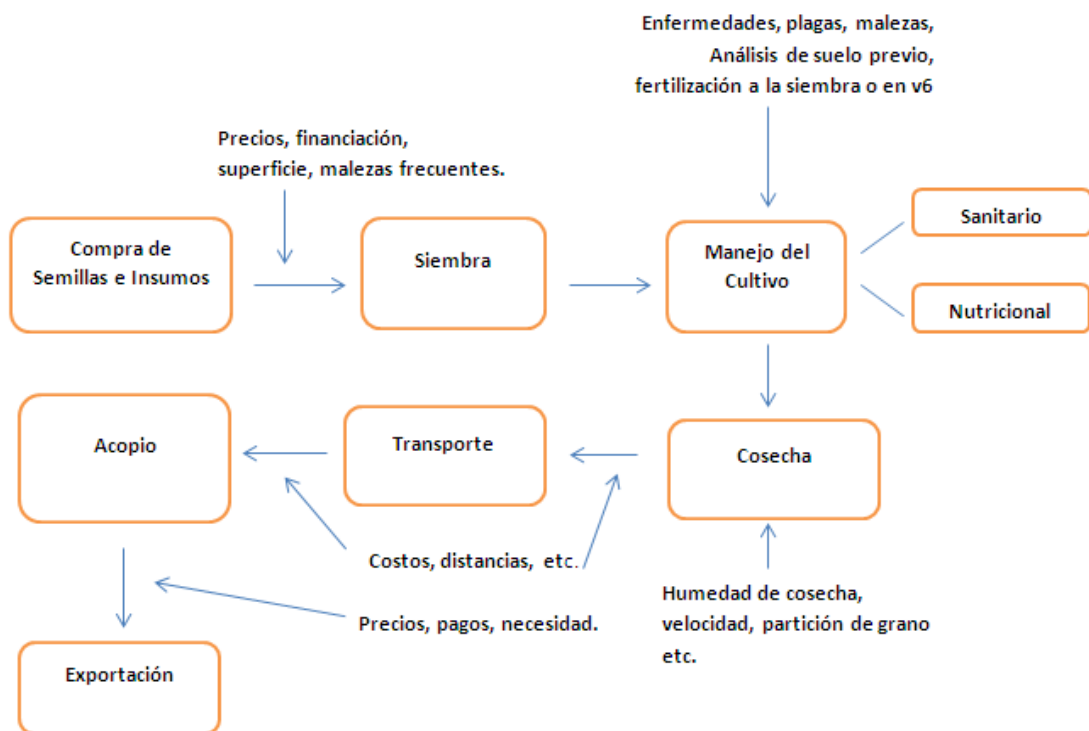 Enfermedades, plagas, malezas,
Análisis de suelo previo,
fertilización a la siembra o en v6
Precios, financiación,
superficie, malezas frecuentes.
Compra de
Semillas e Insumos
Siembra
Manejo del
Cultivo
Sanitario
Nutricional
Acopio
Transporte
Cosecha
Costos, distancias, etc.
Precios, pagos, necesidad.
Humedad de cosecha,
velocidad, partición de grano
etc.
Exportación